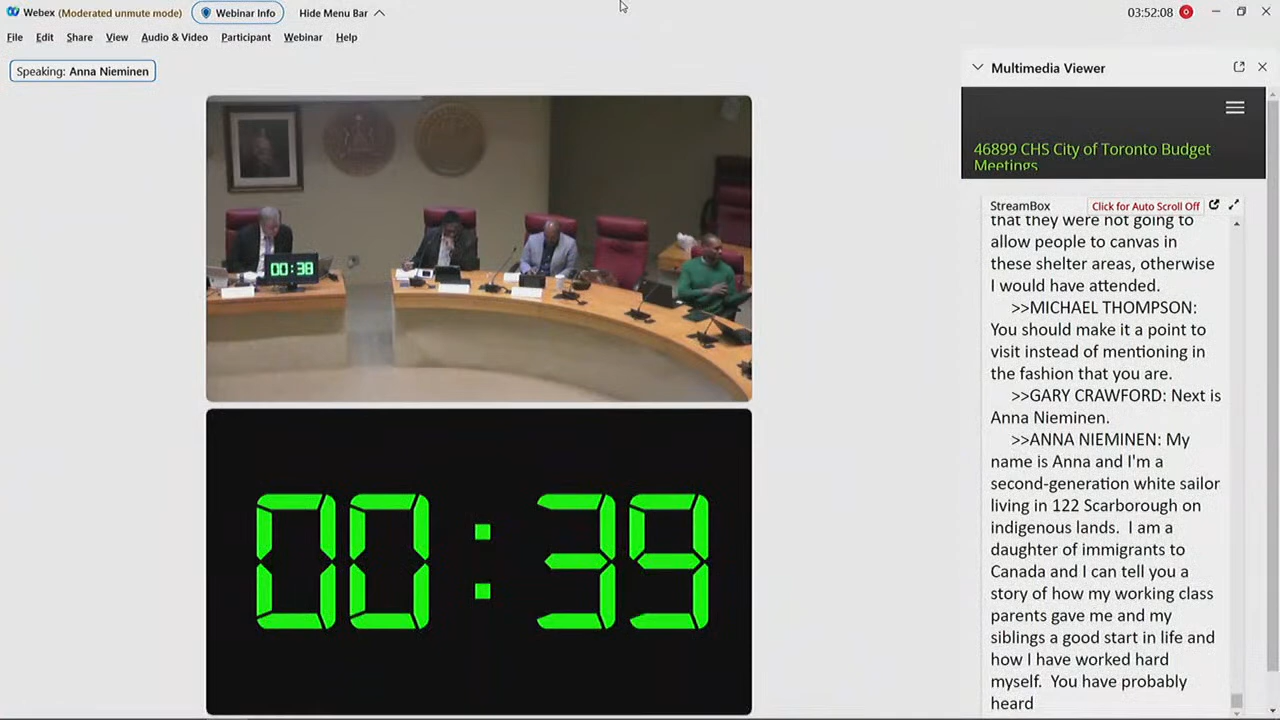 Webex (Moderated unmute mode) Webinar Info Hide Menu Bar 03:52:08
File Edit Share View Audio & Video Participant Webinar Help
Speaking: Anna Nieminen
Multimedia Viewer
46899 CHS City of Toronto Budget
Meetings
StreamBox Click for Auto Scroll Off
that they were not going to
allow people to canvas in
these shelter areas, otherwise
I would have attended.
>>MICHAEL THOMPSON:
You should make it a point to
visit instead of mentioning in
the fashion that you are.
>>GARY CRAWFORD: Next is
Anna Nieminen.
>>ANNA NIEMINEN: My
name is Anna and I'm a
second-generation white sailor
living in 122 Scarborough on
indigenous lands. I am a
daughter of immigrants to
Canada and I can tell you a
story of how my working class
parents gave me and my
siblings a good start in life and
how I have worked hard
myself. You have probably
heard
00:38
00:39